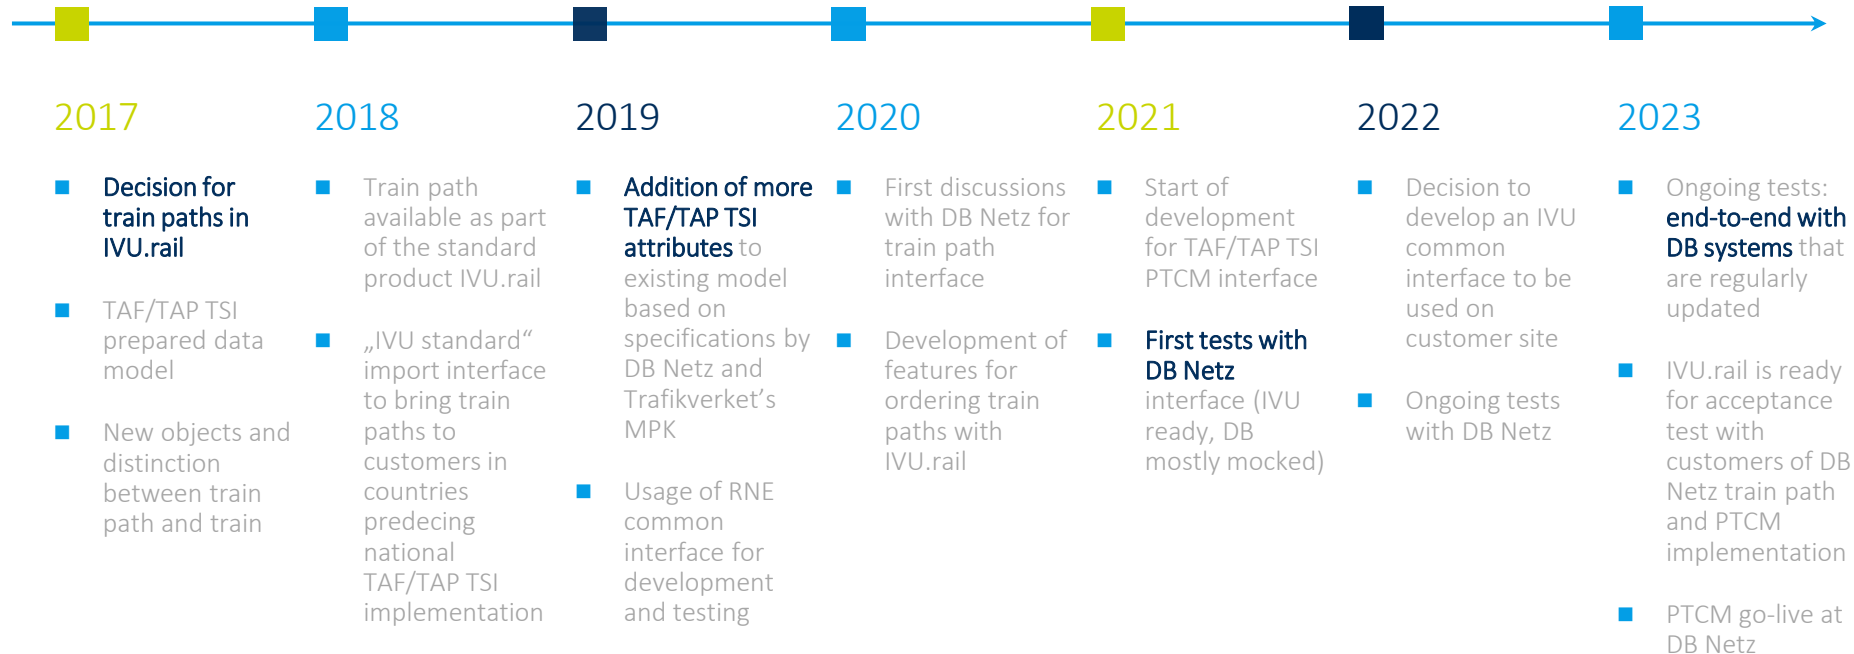 2017
Decision for
train paths in
IVU.rail
TAF/TAP TSI
prepared data
model
New objects and
distinction
between train
path and train
2018
Train path
available as part
of the standard
product IVU.rail
„IVU standard“
import interface
to bring train
paths to
customers in
countries
predecing
national
TAF/TAP TSI
implementation
2019
Addition of more
TAF/TAP TSI
attributes to
existing model
based on
specifications by
DB Netz and
Trafikverket’s
MPK
Usage of RNE
common
interface for
development
and testing
2020
First discussions
with DB Netz for
train path
interface
Development of
features for
ordering train
paths with
IVU.rail
2021
Start of
development
for TAF/TAP TSI
PTCM interface
First tests with
DB Netz
interface (IVU
ready, DB
mostly mocked)
2022
Decision to
develop an IVU
common
interface to be
used on
customer site
Ongoing tests
with DB Netz
2023
Ongoing tests:
end-to-end with
DB systems that
are regularly
updated
IVU.rail is ready
for acceptance
test with
customers of DB
Netz train path
and PTCM
implementation
PTCM go-live at
DB Netz